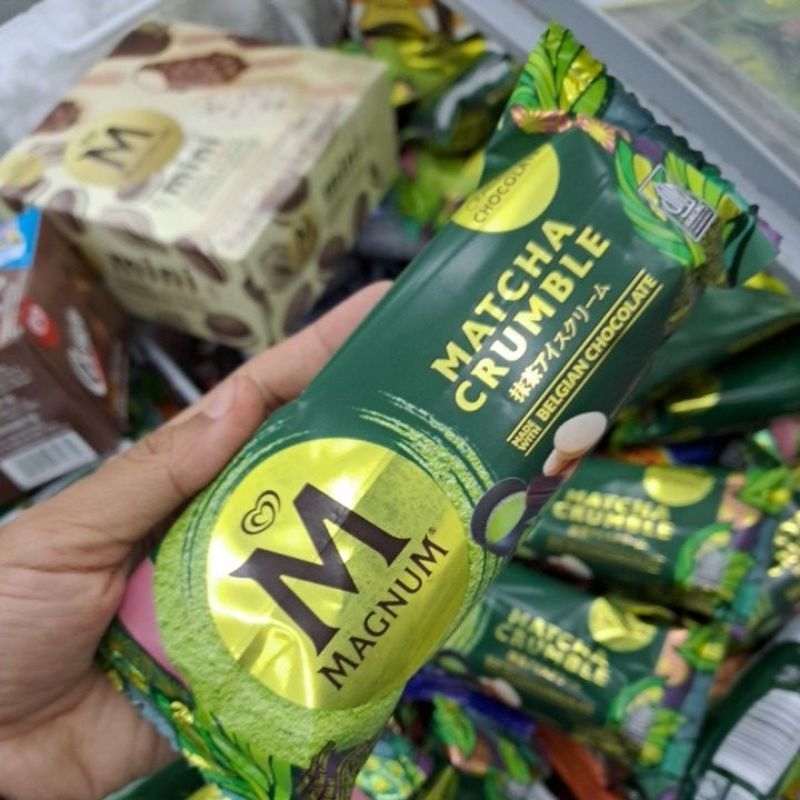 M
mini
mini
CHOCOLATE
MATCHA
CRUMBLE
抹茶アイスクリーム
MADE WITH BELGIAN CHOCOLATE
M
MAGNUM®
MATCHA
CRUMBLE
MATCHA
CRUMBLE